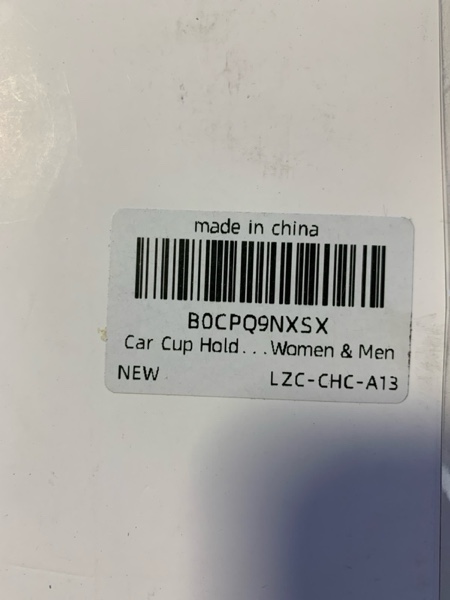 made in china
B0CPQ9NXSX
Car Cup Hold...Women & Men
NEW LZC-CHC-A13